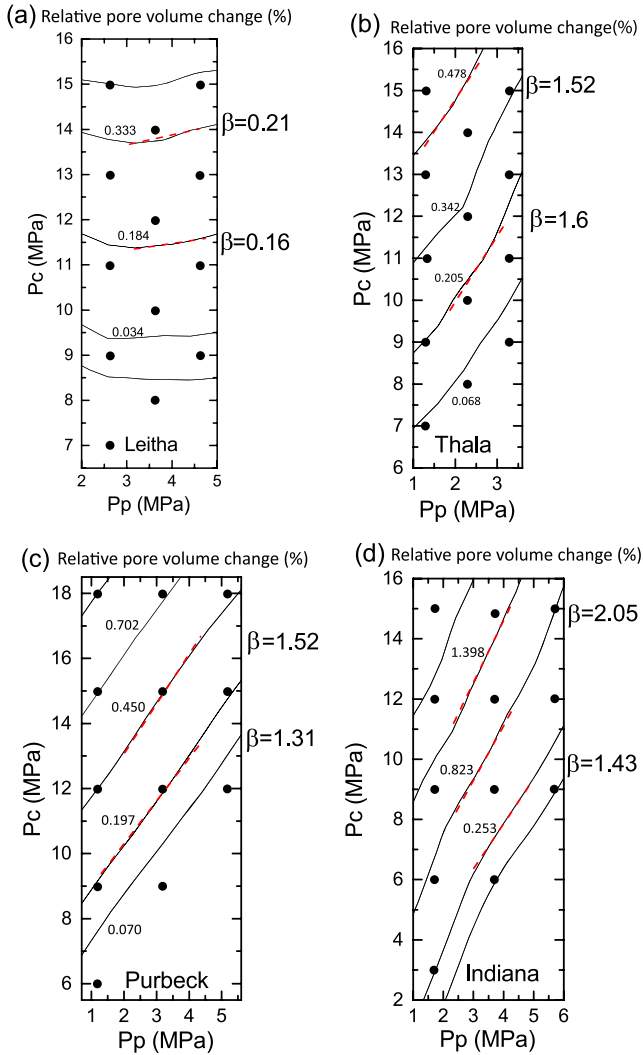 (a) Relative pore volume change (%)
16
15
14
13
12
11
10
9
8
7
Pc (MPa)
0.333
0.184
0.034
β=0.21
β=0.16
Leitha
2 3 4 5
Pp (MPa)
(b) Relative pore volume change(%)
16
15
14
13
12
11
10
9
8
7
6
Pc (MPa)
0.478
0.342
0.205
0.068
β=1.52
β=1.6
Thala
1 2 3
Pp (MPa)
(c) Relative pore volume change (%)
18
16
14
12
10
8
6
Pc (MPa)
0.702
0.450
0.197
0.070
β=1.52
β=1.31
Purbeck
1 2 3 4 5
Pp (MPa)
(d) Relative pore volume change (%)
16
14
12
11
9
8
6
4
2
Pc (MPa)
1.398
0.823
0.253
β=2.05
β=1.43
Indiana
1 2 3 4 5 6
Pp (MPa)